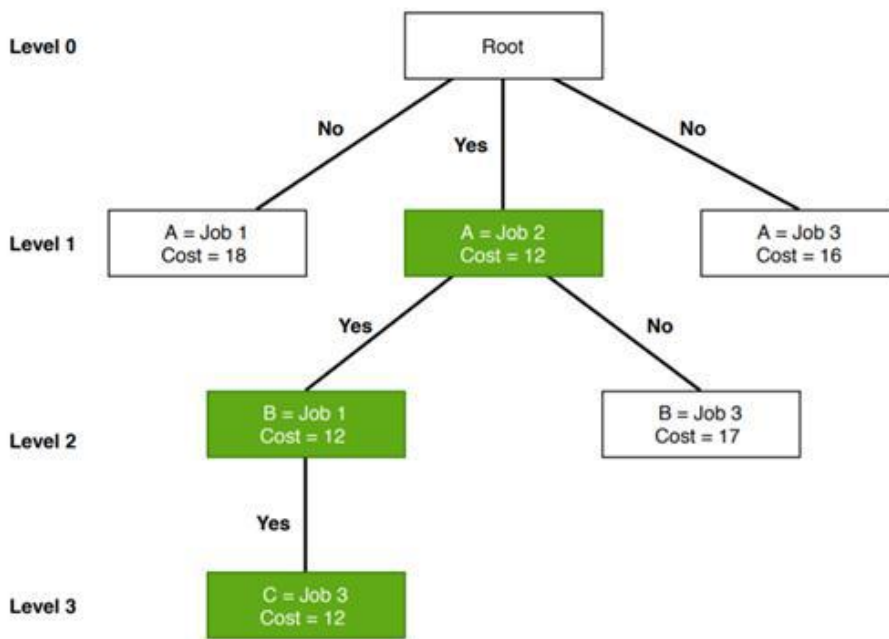 Level 0
Root
No
Yes
No
Level 1
A = Job 1
Cost = 18
A = Job 2
Cost = 12
A = Job 3
Cost = 16
Yes
No
Level 2
B = Job 1
Cost = 12
B = Job 3
Cost = 17
Yes
Level 3
C = Job 3
Cost = 12